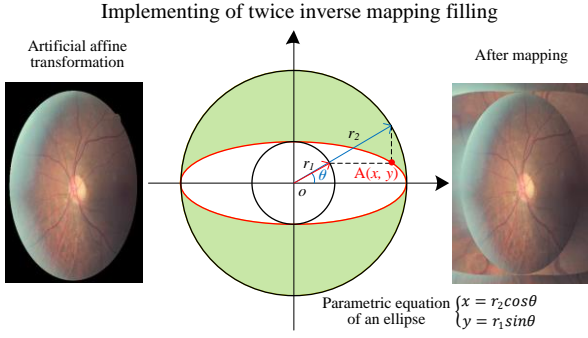 Implementing of twice inverse mapping filling
Artificial affine
transformation
After mapping
r₂
r₁
θ
A(x, y)
o
Parametric equation
of an ellipse
{x = r₂cosθ
y = r₁sinθ